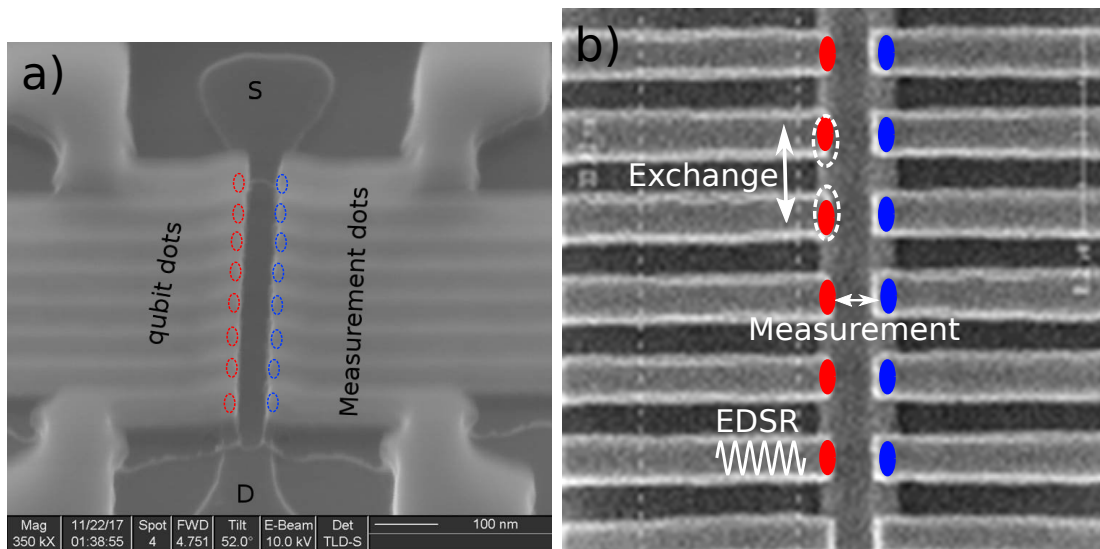 a)
S
qubit dots
Measurement dots
D
Mag
350 kX
11/22/17
01:38:55
Spot
4
FWD
4.751
Tilt
52.0°
E-Beam
10.0 kV
Det
TLD-S
100 nm
b)
Exchange
Measurement
EDSR